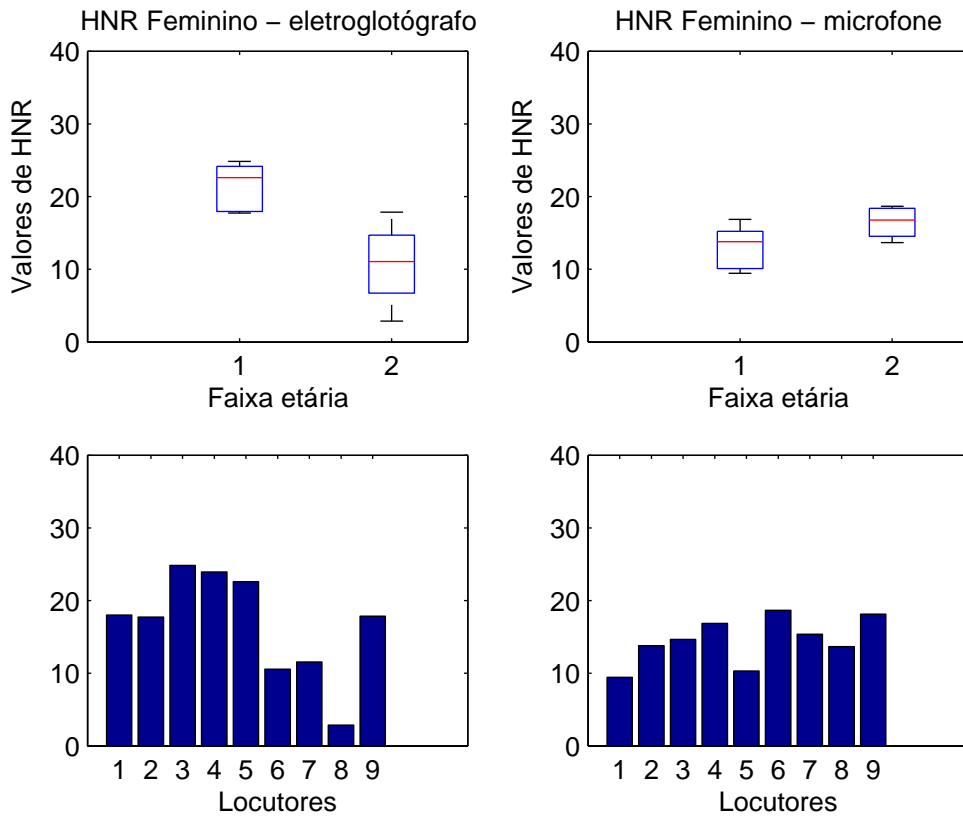 HNR Feminino − eletroglotógrafo
Valores de HNR
40
30
20
10
0
1 2
Faixa etária
HNR Feminino − microfone
Valores de HNR
40
30
20
10
0
1 2
Faixa etária
40
30
20
10
0
1 2 3 4 5 6 7 8 9
Locutores
40
30
20
10
0
1 2 3 4 5 6 7 8 9
Locutores